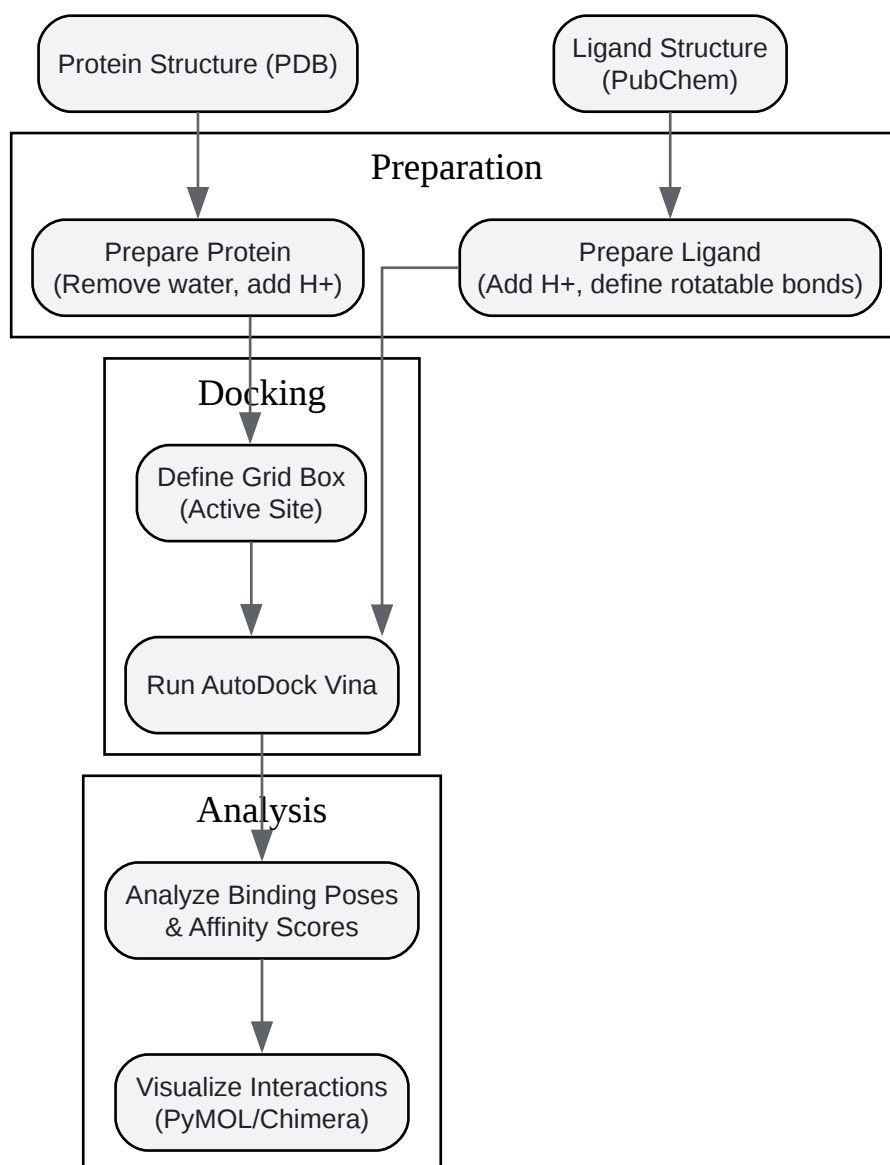 Protein Structure (PDB)
Ligand Structure
(PubChem)
Preparation
Prepare Protein
(Remove water, add H+)
Prepare Ligand
(Add H+, define rotatable bonds)
Docking
Define Grid Box
(Active Site)
Run AutoDock Vina
Analysis
Analyze Binding Poses
& Affinity Scores
Visualize Interactions
(PyMOL/Chimera)